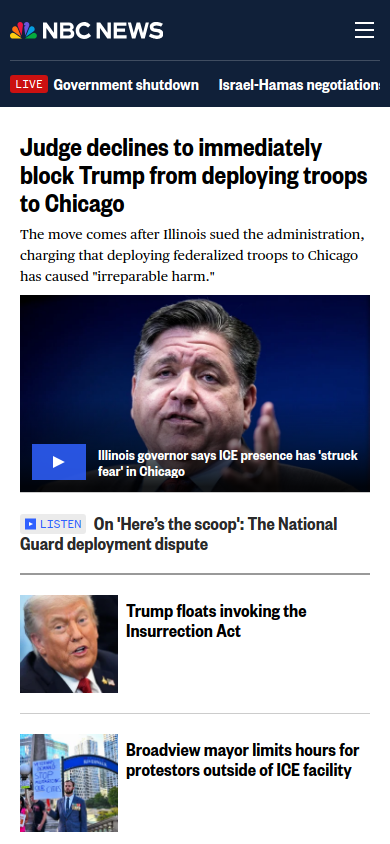 NBC NEWS
LIVE Government shutdown Israel-Hamas negotiations
Judge declines to immediately
block Trump from deploying troops
to Chicago
The move comes after Illinois sued the administration,
charging that deploying federalized troops to Chicago
has caused "irreparable harm."
Illinois governor says ICE presence has 'struck
fear' in Chicago
LISTEN On 'Here's the scoop': The National
Guard deployment dispute
Trump floats invoking the
Insurrection Act
Broadview mayor limits hours for
protestors outside of ICE facility